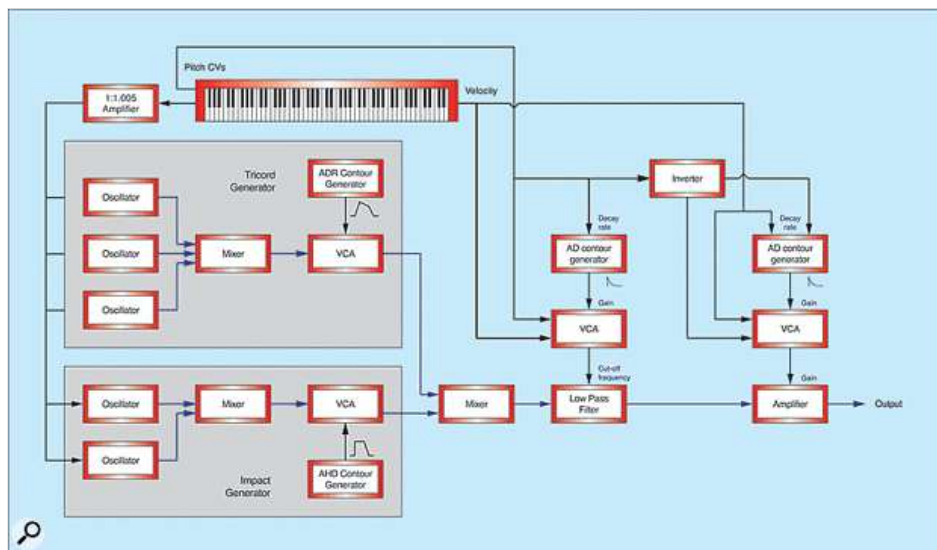 Pitch CVs
Velocity
1:1.005
Amplifier
Tricord
Generator
ADR Contour
Generator
Oscillator
Oscillator
Oscillator
Mixer
VCA
Inverter
Decay
rate
AD contour
generator
Gain
VCA
Cut-off
frequency
Decay
rate
AD contour
generator
Gain
VCA
Gain
Oscillator
Oscillator
Mixer
VCA
AHD Contour
Generator
Impact
Generator
Mixer
Low Pass
Filter
Amplifier
Output